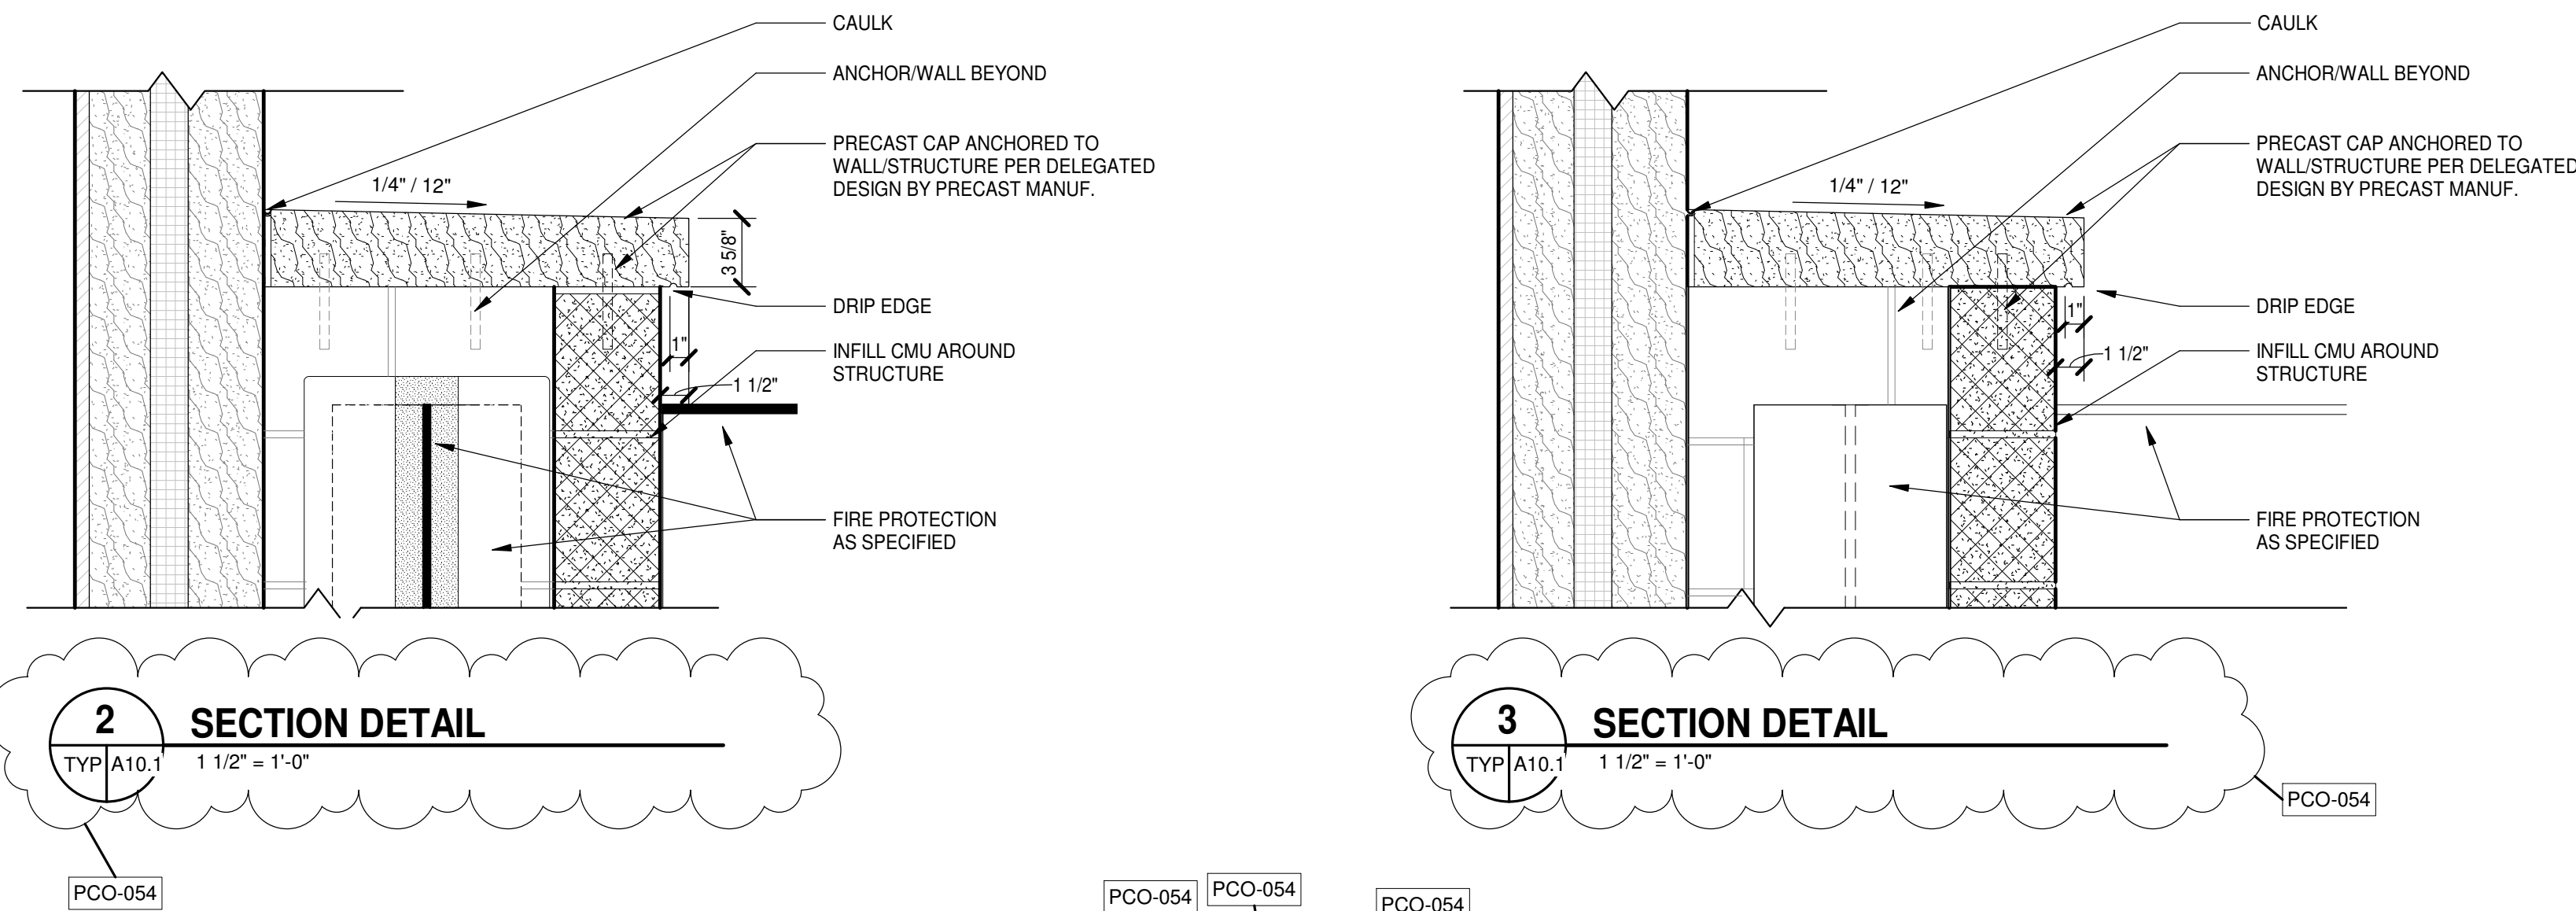 CAULK
ANCHOR/WALL BEYOND
PRECAST CAP ANCHORED TO
WALL/STRUCTURE PER DELEGATED
DESIGN BY PRECAST MANUF.
1/4" / 12"
3 5/8"
DRIP EDGE
1"
INFILL CMU AROUND
STRUCTURE
1 1/2"
FIRE PROTECTION
AS SPECIFIED
2
SECTION DETAIL
TYP
A10.1
1 1/2" = 1'-0"
PCO-054
CAULK
ANCHOR/WALL BEYOND
PRECAST CAP ANCHORED TO
WALL/STRUCTURE PER DELEGATED
DESIGN BY PRECAST MANUF.
1/4" / 12"
DRIP EDGE
1"
INFILL CMU AROUND
STRUCTURE
1 1/2"
FIRE PROTECTION
AS SPECIFIED
3
SECTION DETAIL
TYP
A10.1
1 1/2" = 1'-0"
PCO-054
PCO-054
PCO-054
PCO-054